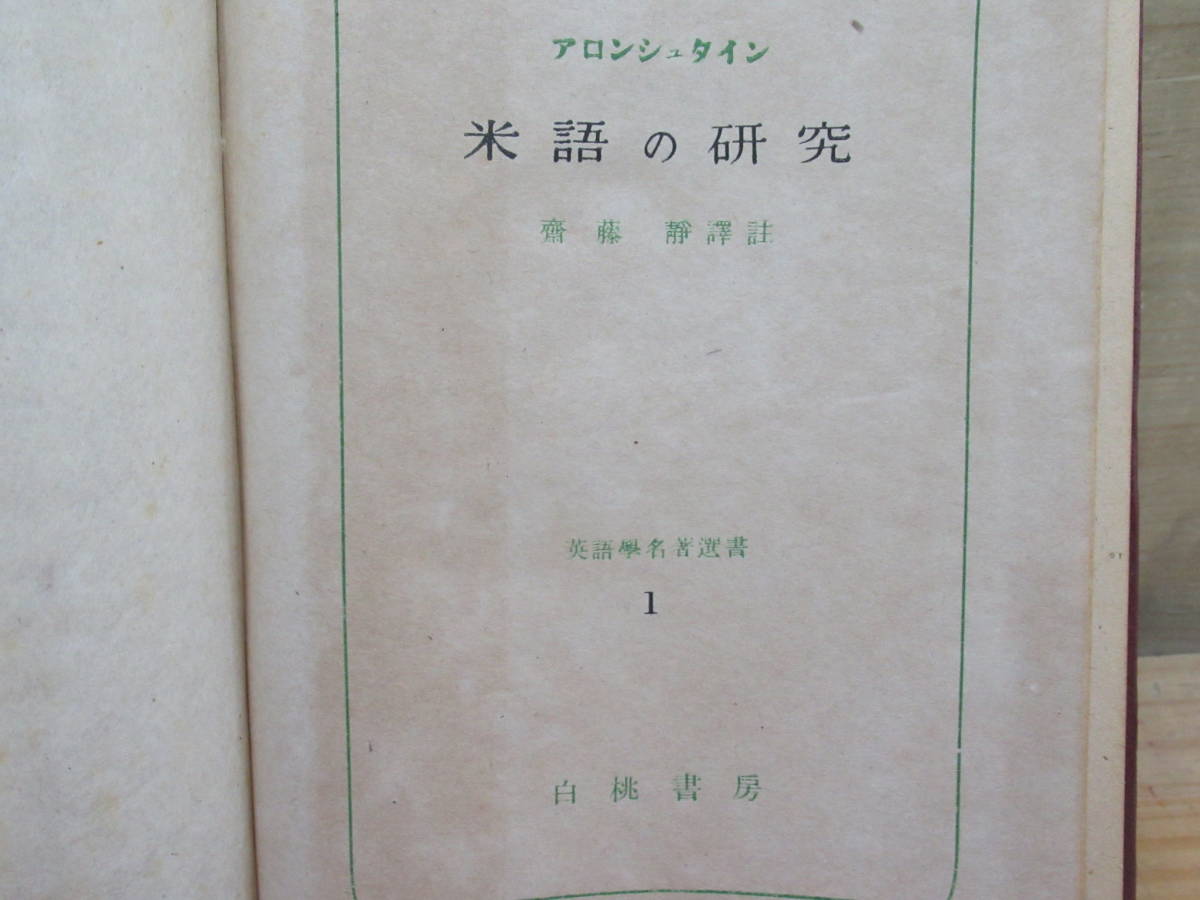 アロンシュタイン
米語の研究
齋藤 靜譯註
英語學名著選書
1
白桃書房